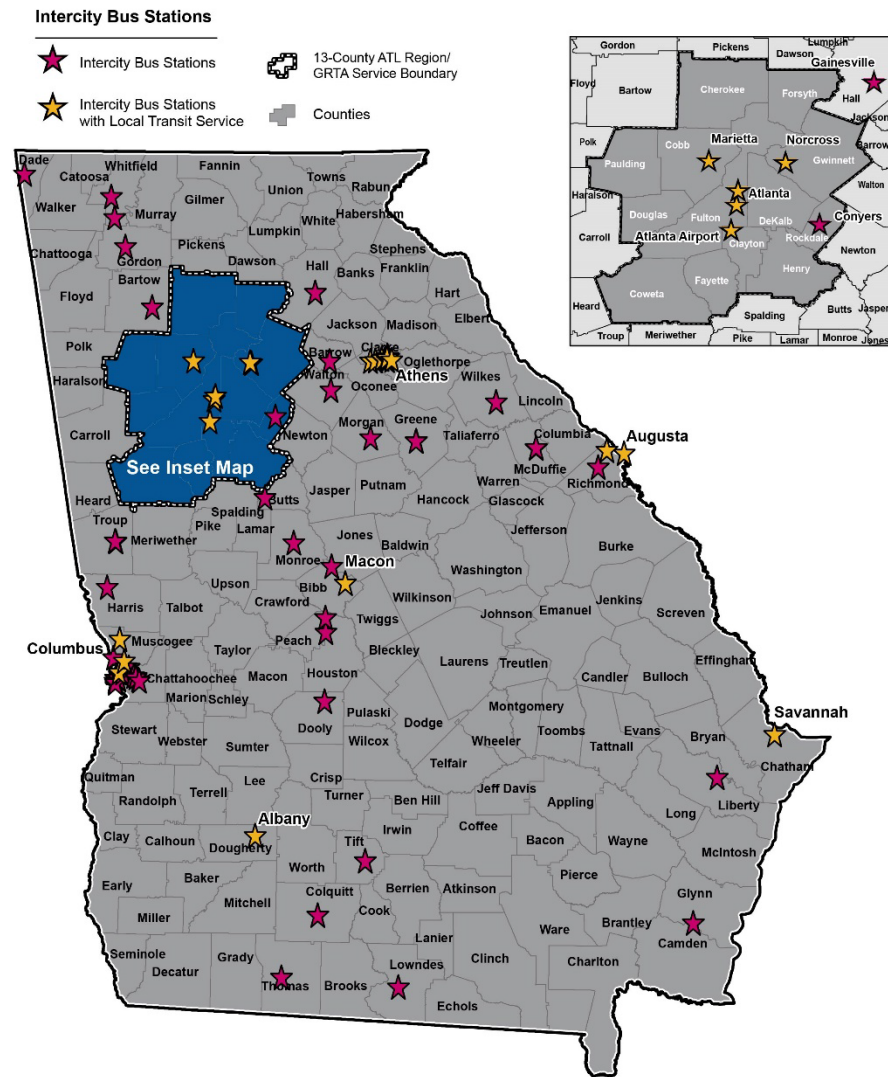 Intercity Bus Stations
Intercity Bus Stations
13-County ATL Region/
GRTA Service Boundary
Intercity Bus Stations
with Local Transit Service
Counties
Gordon
Pickens
Dawson
Lumpkin
Gainesville
Floyd
Bartow
Cherokee
Forsyth
Hall
Jackson
Polk
Cobb
Marietta
Norcross
Barrow
Paulding
Gwinnett
Walton
Haralson
Atlanta
Douglas
Fulton
DeKalb
Conyers
Carroll
Atlanta Airport
Clayton
Rockdale
Newton
Henry
Fayette
Coweta
Heard
Spalding
Butts
Jasper
Troup
Meriwether
Pike
Lamar
Monroe
Jones
Dade
Catoosa
Whitfield
Fannin
Towns
Union
Rabun
Walker
Murray
Gilmer
White
Habersham
Lumpkin
Chattooga
Gordon
Pickens
Dawson
Stephens
Franklin
Banks
Hall
Bartow
Floyd
Hart
Elbert
Jackson
Madison
Polk
Barrow
Clarke
Oglethorpe
Athens
Haralson
Walton
Oconee
Wilkes
Lincoln
Carroll
Newton
Morgan
Greene
Taliaferro
Columbia
Augusta
See Inset Map
McDuffie
Warren
Richmond
Heard
Butts
Jasper
Putnam
Hancock
Glascock
Spalding
Troup
Meriwether
Pike
Lamar
Jones
Baldwin
Jefferson
Burke
Monroe
Macon
Washington
Upson
Bibb
Wilkinson
Harris
Talbot
Crawford
Twiggs
Johnson
Emanuel
Jenkins
Screven
Columbus
Muscogee
Taylor
Peach
Bleckley
Chattahoochee
Macon
Houston
Laurens
Treutlen
Effingham
Marion
Schley
Candler
Bulloch
Stewart
Dooly
Pulaski
Montgomery
Savannah
Webster
Sumter
Wilcox
Dodge
Wheeler
Toombs
Tattnall
Evans
Bryan
Telfair
Chatham
Quitman
Lee
Crisp
Randolph
Terrell
Turner
Ben Hill
Jeff Davis
Appling
Long
Liberty
Albany
Clay
Calhoun
Dougherty
Tift
Irwin
Coffee
Bacon
Wayne
McIntosh
Early
Baker
Worth
Berrien
Atkinson
Pierce
Miller
Mitchell
Colquitt
Cook
Glynn
Ware
Brantley
Lanier
Camden
Seminole
Decatur
Grady
Thomas
Brooks
Lowndes
Clinch
Charlton
Echols